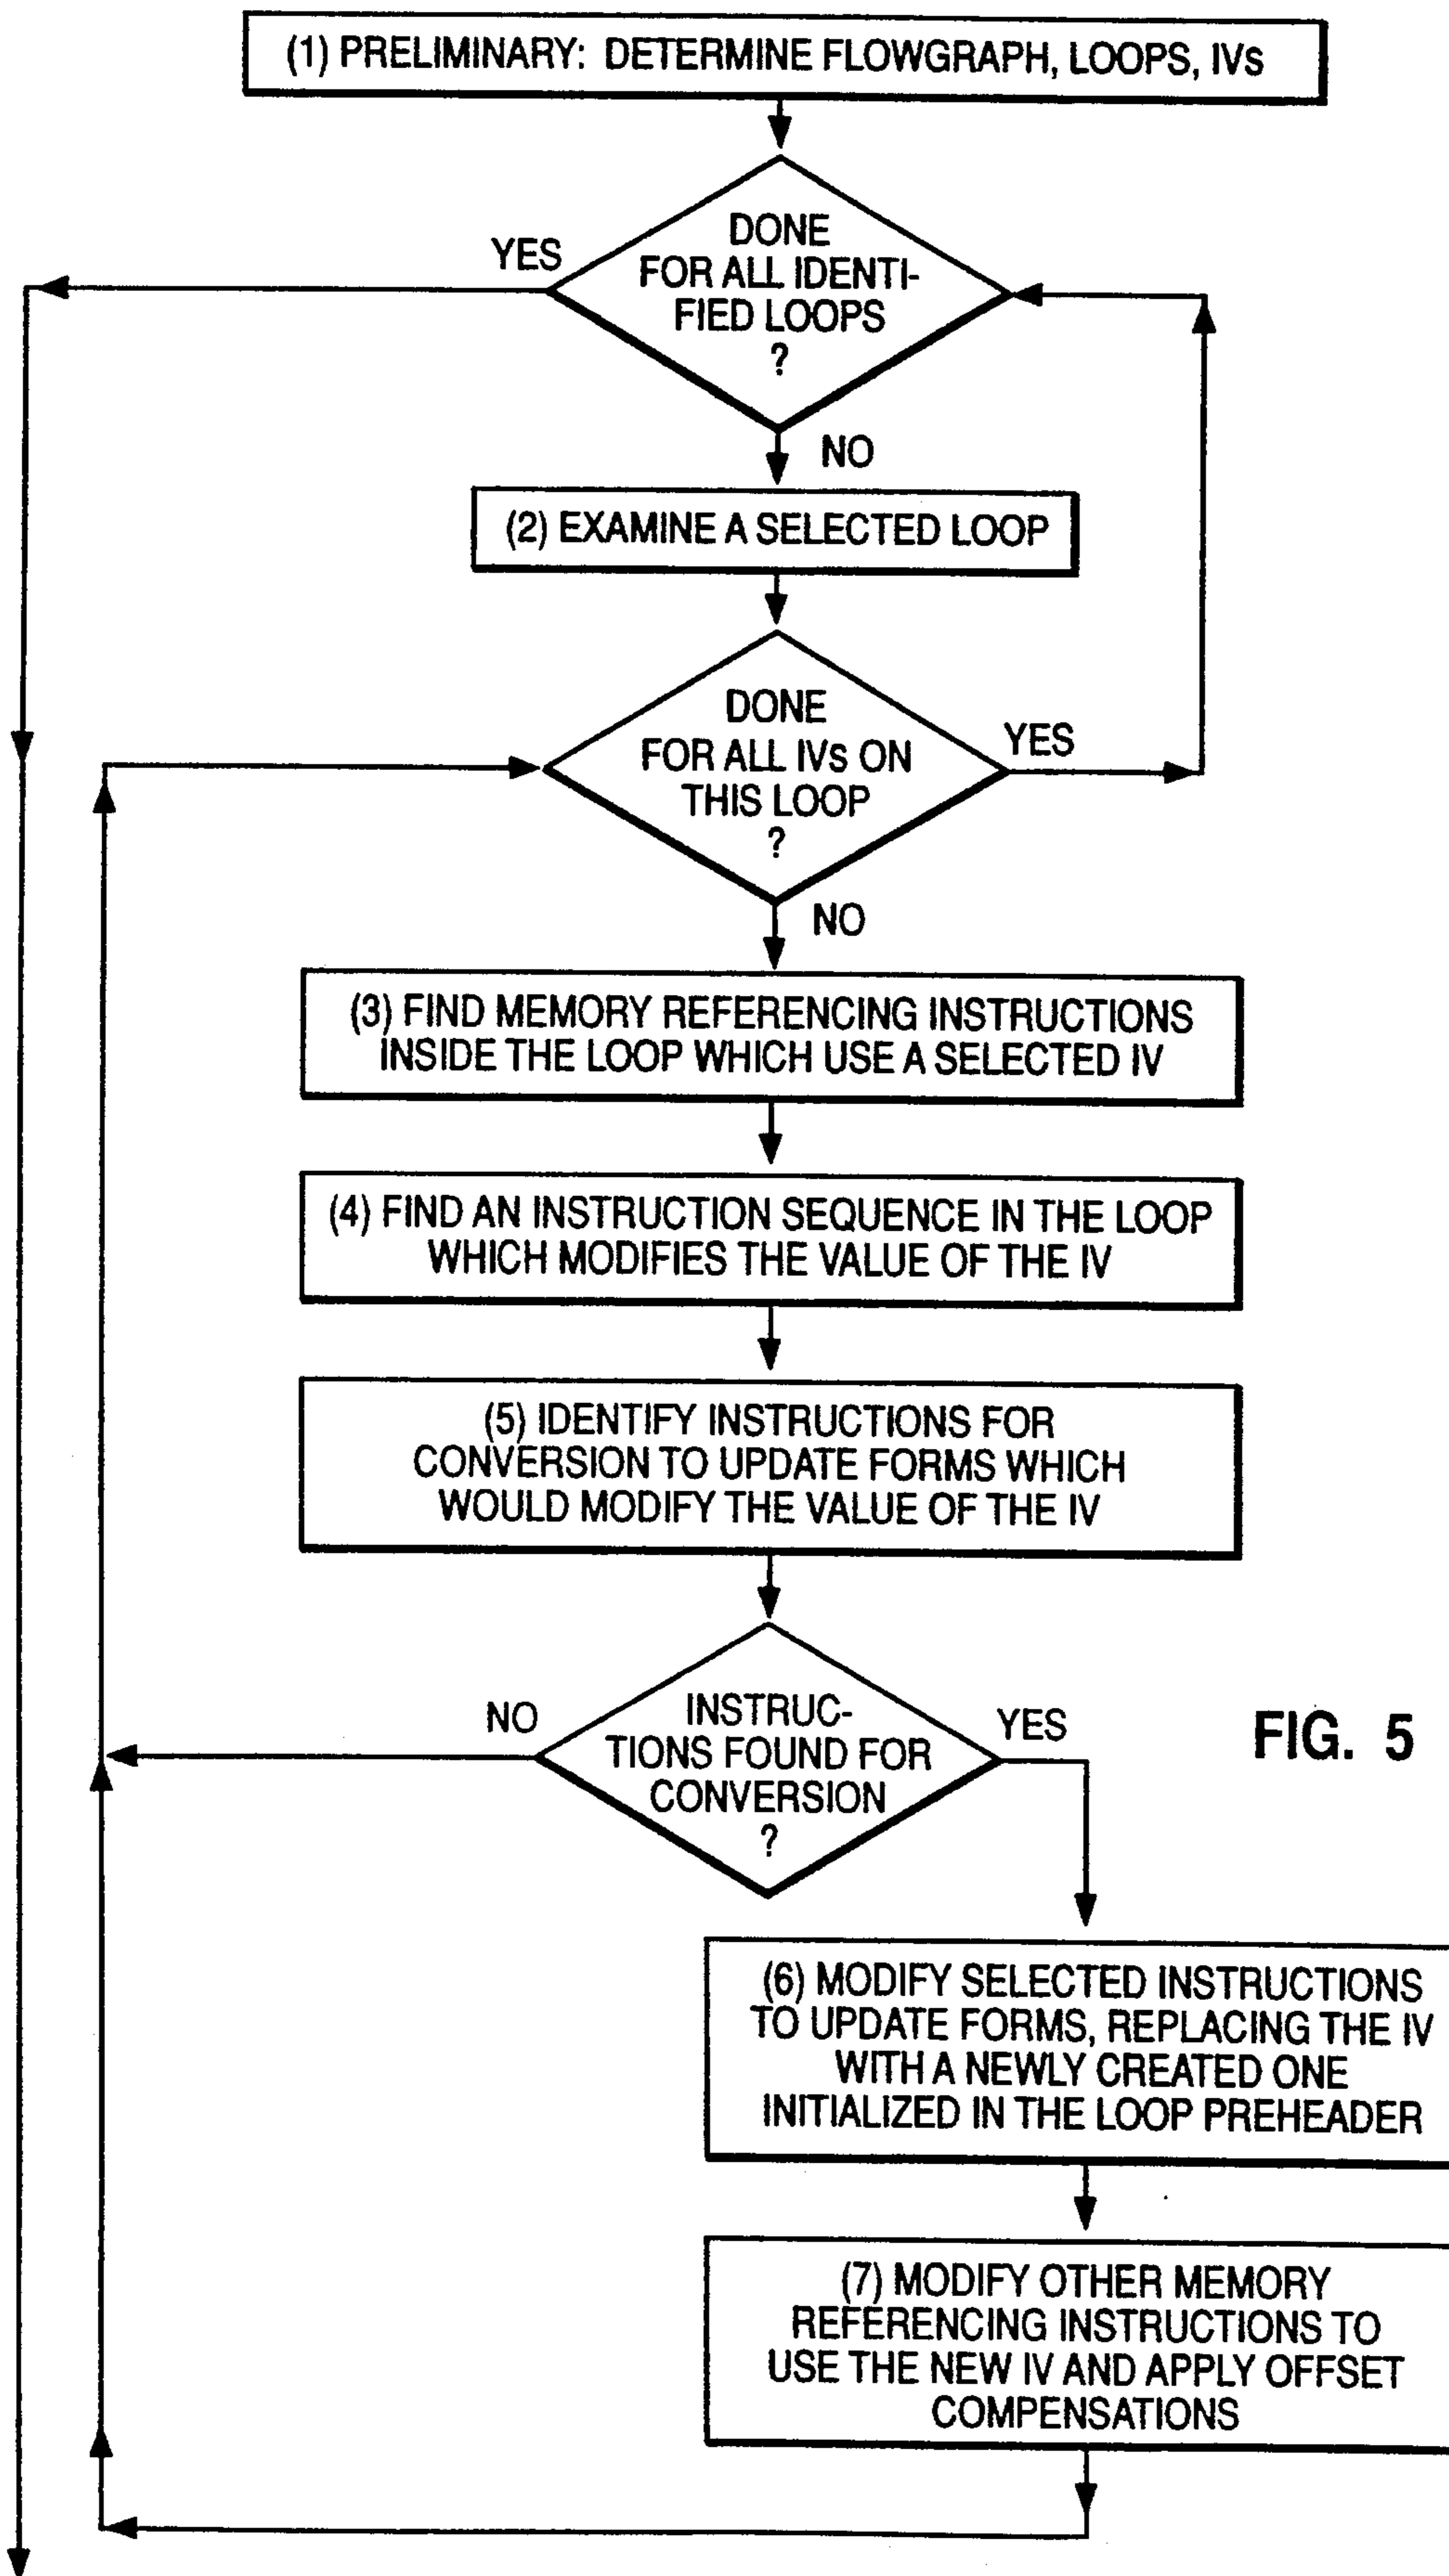 (1) PRELIMINARY: DETERMINE FLOWGRAPH, LOOPS, IVs
DONE
FOR ALL IDENTI-
FIED LOOPS
?
YES
NO
(2) EXAMINE A SELECTED LOOP
DONE
FOR ALL IVs ON
THIS LOOP
?
YES
NO
(3) FIND MEMORY REFERENCING INSTRUCTIONS
INSIDE THE LOOP WHICH USE A SELECTED IV
(4) FIND AN INSTRUCTION SEQUENCE IN THE LOOP
WHICH MODIFIES THE VALUE OF THE IV
(5) IDENTIFY INSTRUCTIONS FOR
CONVERSION TO UPDATE FORMS WHICH
WOULD MODIFY THE VALUE OF THE IV
NO
INSTRUC-
TIONS FOUND FOR
CONVERSION
?
YES
FIG. 5
(6) MODIFY SELECTED INSTRUCTIONS
TO UPDATE FORMS, REPLACING THE IV
WITH A NEWLY CREATED ONE
INITIALIZED IN THE LOOP PREHEADER
(7) MODIFY OTHER MEMORY
REFERENCING INSTRUCTIONS TO
USE THE NEW IV AND APPLY OFFSET
COMPENSATIONS